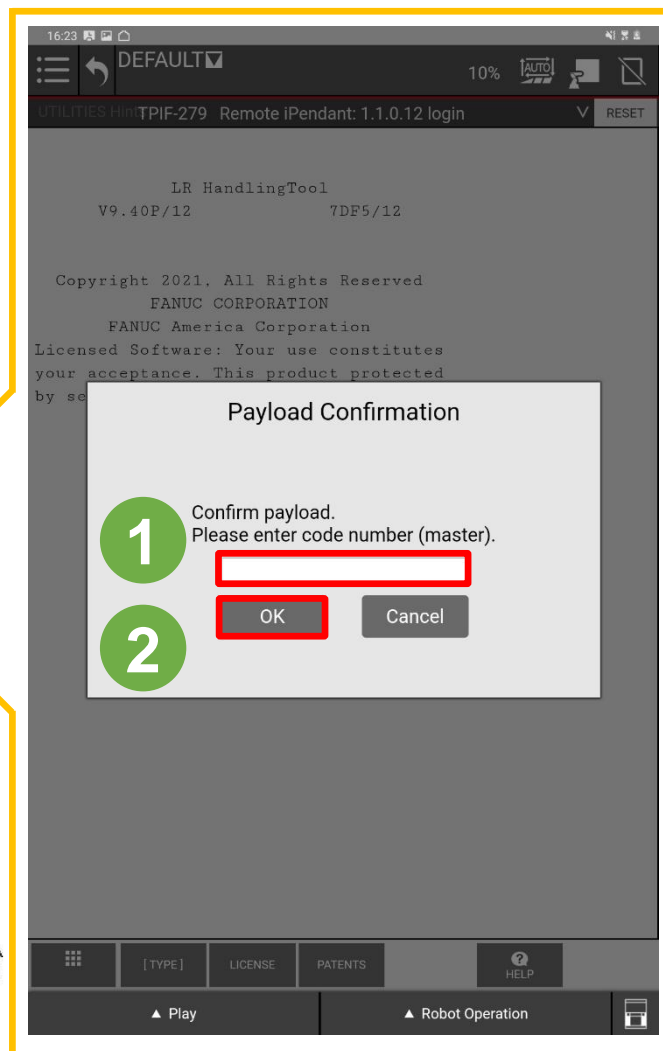 16:23
DEFAULT
10%
AUTO
UTILITIES Hin
TPIF-279 Remote iPendant: 1.1.0.12 login
RESET
LR HandlingTool
V9.40P/12 7DF5/12
Copyright 2021, All Rights Reserved
FANUC CORPORATION
FANUC America Corporation
Licensed Software: Your use constitutes
your acceptance. This product protected
by se
Payload Confirmation
1
Confirm payload.
Please enter code number (master).
2
OK Cancel
[ TYPE ] LICENSE PATENTS HELP
▲ Play ▲ Robot Operation